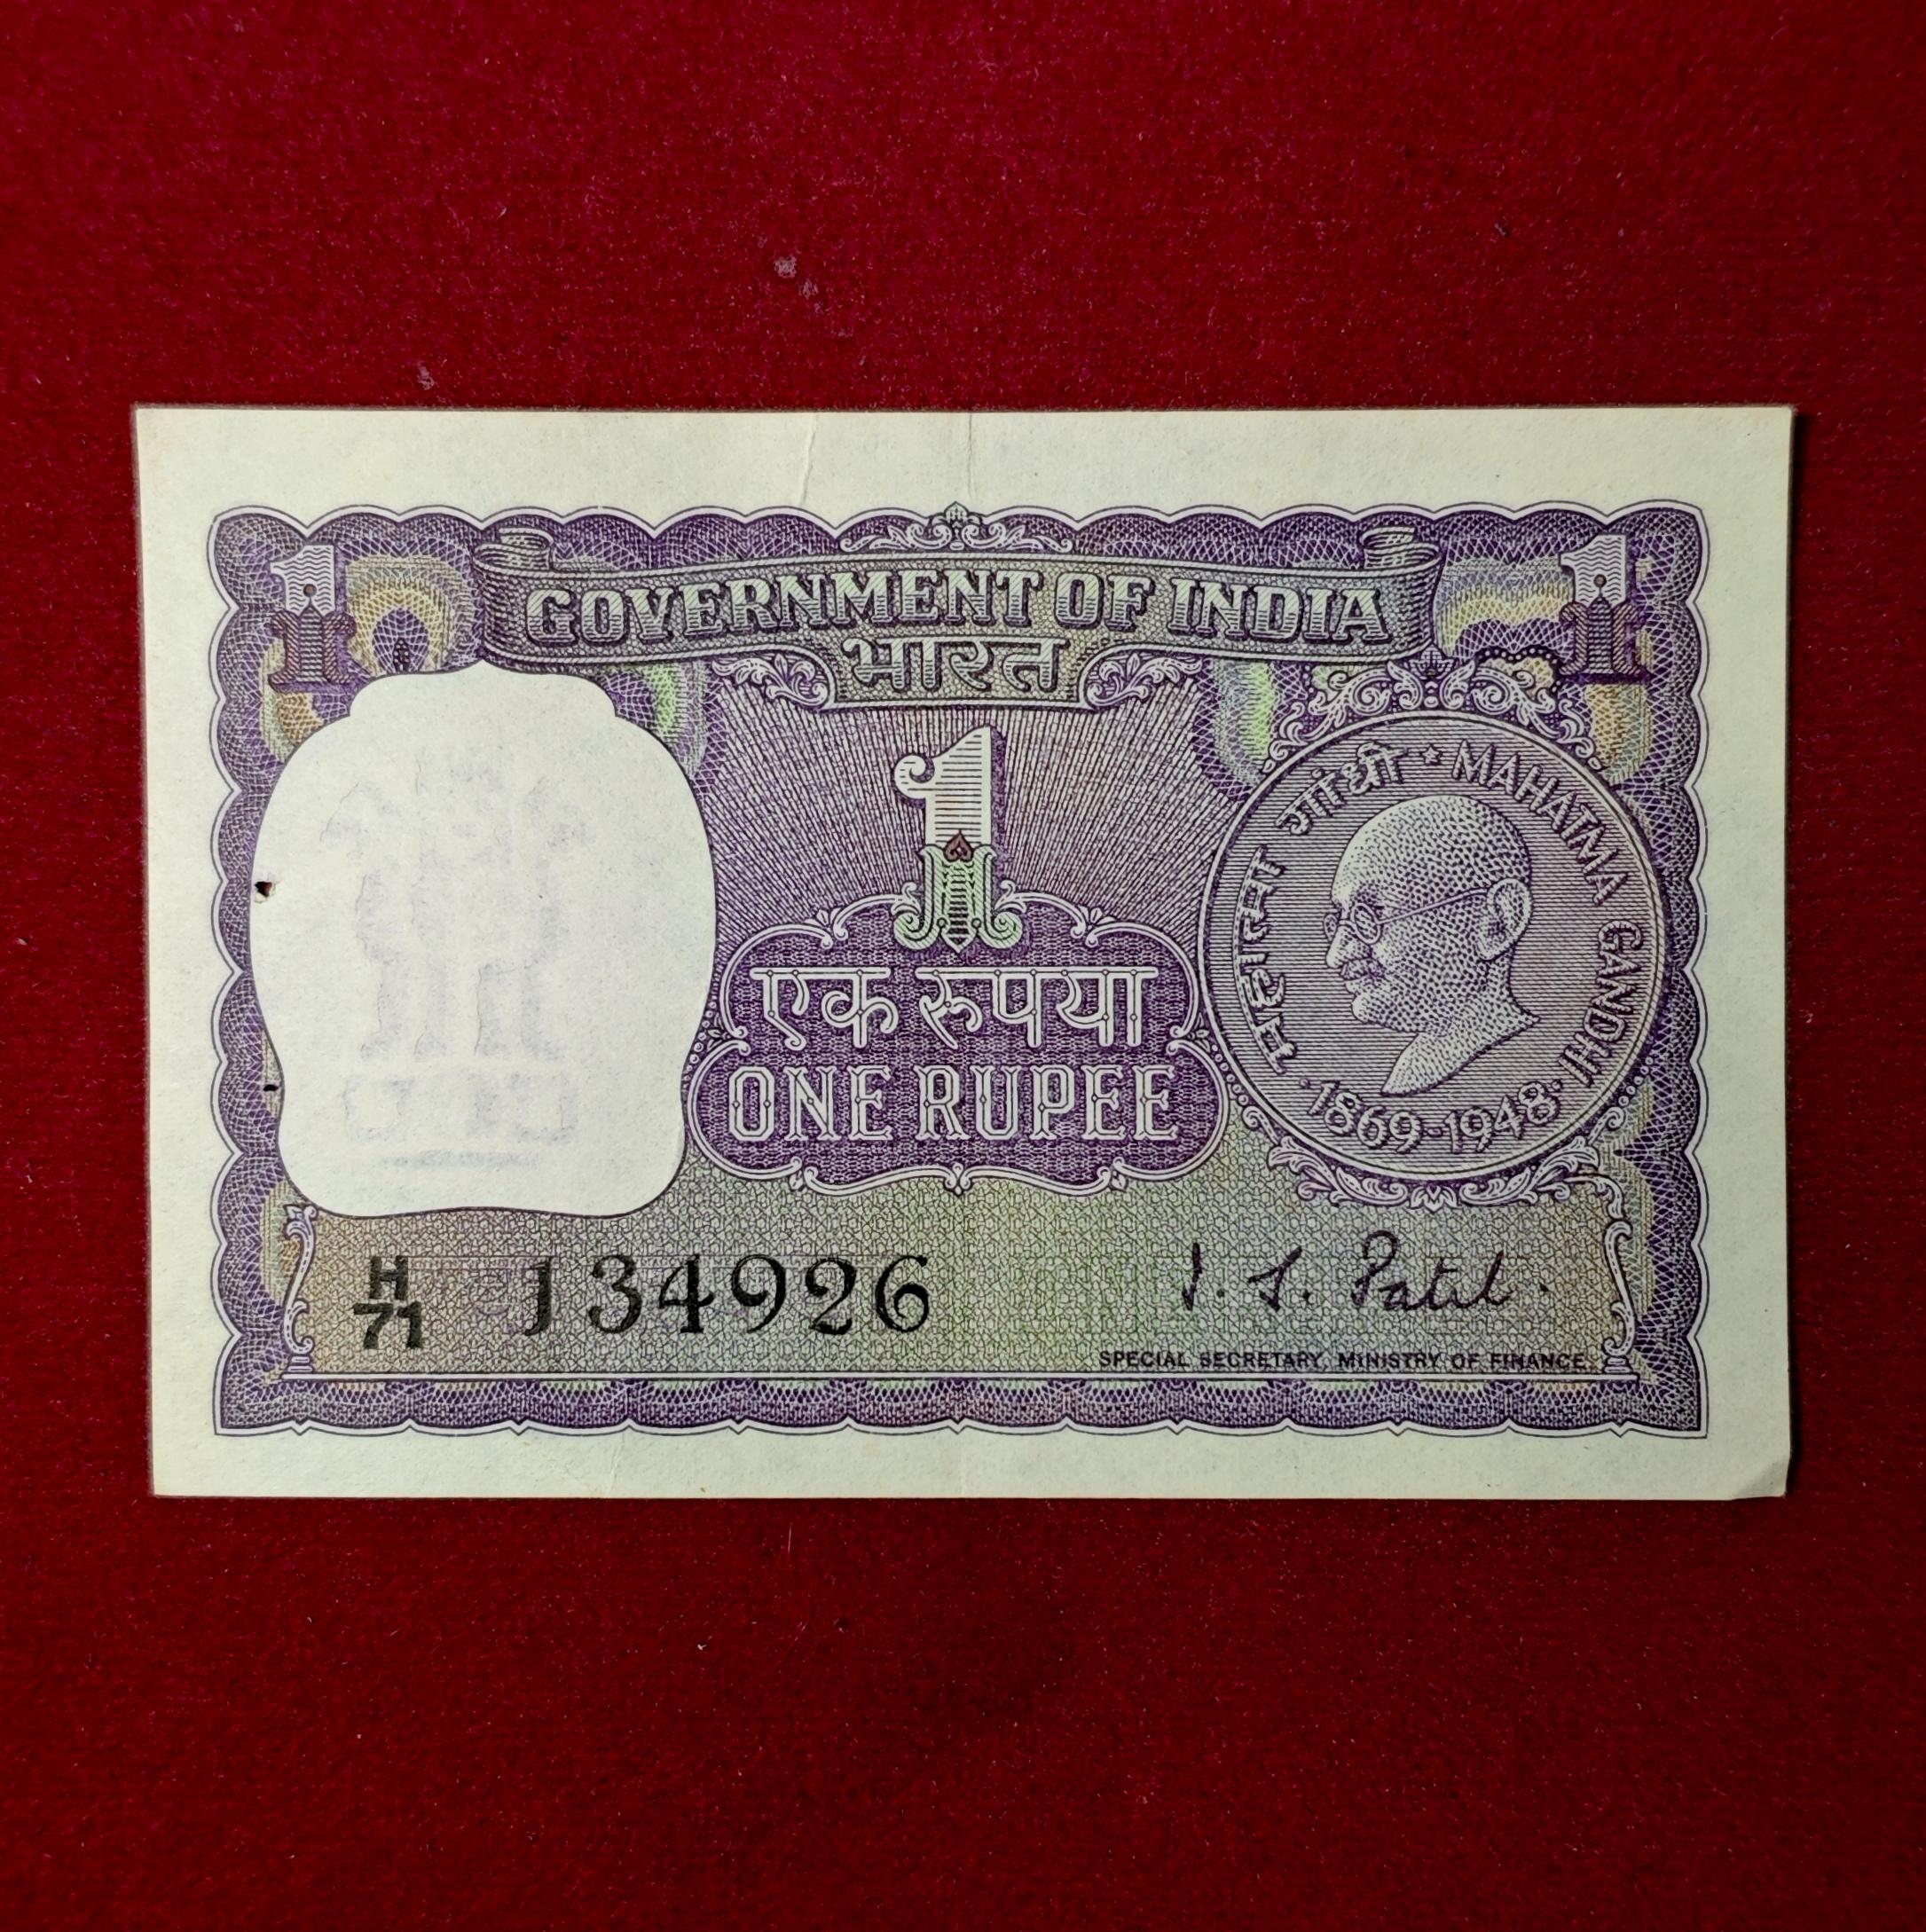 1 1
GOVERNMENT OF INDIA
भारत
1
एक रुपया
ONE RUPEE
महात्मा गांधी * MAHATMA GANDHI
·1869-1948·
H
71 134926
I. G. Patel.
SPECIAL SECRETARY, MINISTRY OF FINANCE.